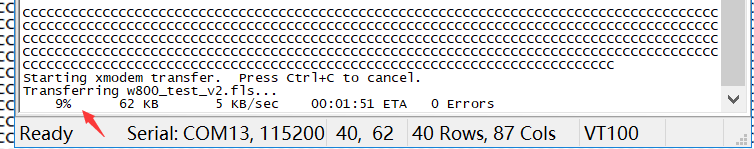 CCCCCCCCCCCCCCCCCCCCCCCCCCCCCCCCCCCCCCCCCCCCCCCCCCCCCCCCCCCCCCCCCCCCCCCCCCCCCCCCCCCCCCC
CCCCCCCCCCCCCCCCCCCCCCCCCCCCCCCCCCCCCCCCCCCCCCCCCCCCCCCCCCCCCCCCCCCCCCCCCCCCCCCCCCCCCCC
CCCCCCCCCCCCCCCCCCCCCCCCCCCCCCCCCCCCCCCCCCCCCCCCCCCCCCCCCCCCCCCCCCCCCCCCCCCCCCCCCCCCCCC
CCCCCCCCCCCCCCCCCCCCCCCCCCCCCCCCCCCCCCCCCCCCCCCCCCCCCCCCCCCCCCCCCCCCCCCCCCCCCCCCCCCCCCC
CCCCCCCCCCCCCCCCCCCCCCCCCCCCCCCCCCCCCCCCCCCCCCCCCCCCCCCCCCCCCCCCCCCCCCCCCC
Starting xmodem transfer.  Press Ctrl+C to cancel.
Transferring w800_test_v2.fls...
9% 62 KB 5 KB/sec 00:01:51 ETA 0 Errors
Ready Serial: COM13, 115200 40, 62 40 Rows, 87 Cols VT100